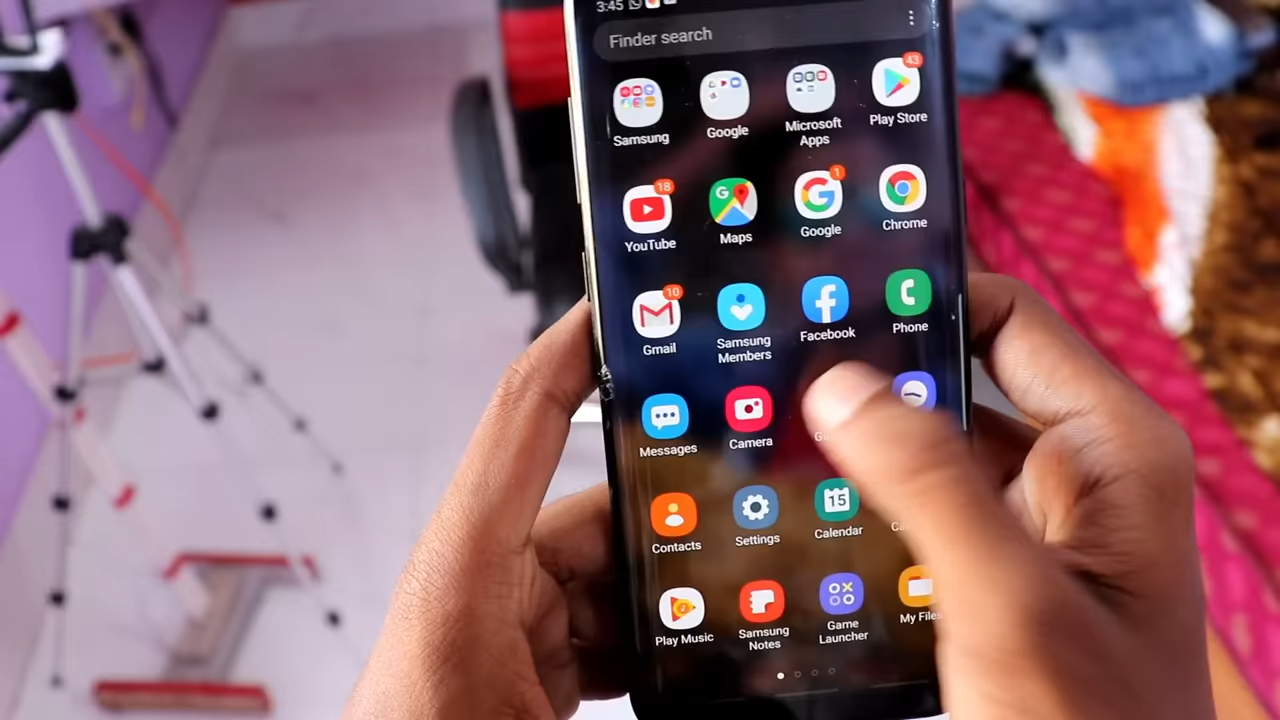 3:45
Finder search
43
Samsung
Google
Microsoft
Apps
Play Store
18
1
YouTube
Maps
Google
Chrome
10
Gmail
Samsung
Members
Facebook
Phone
Messages
Camera
15
Contacts
Settings
Calendar
Play Music
Samsung
Notes
Game
Launcher
My Files